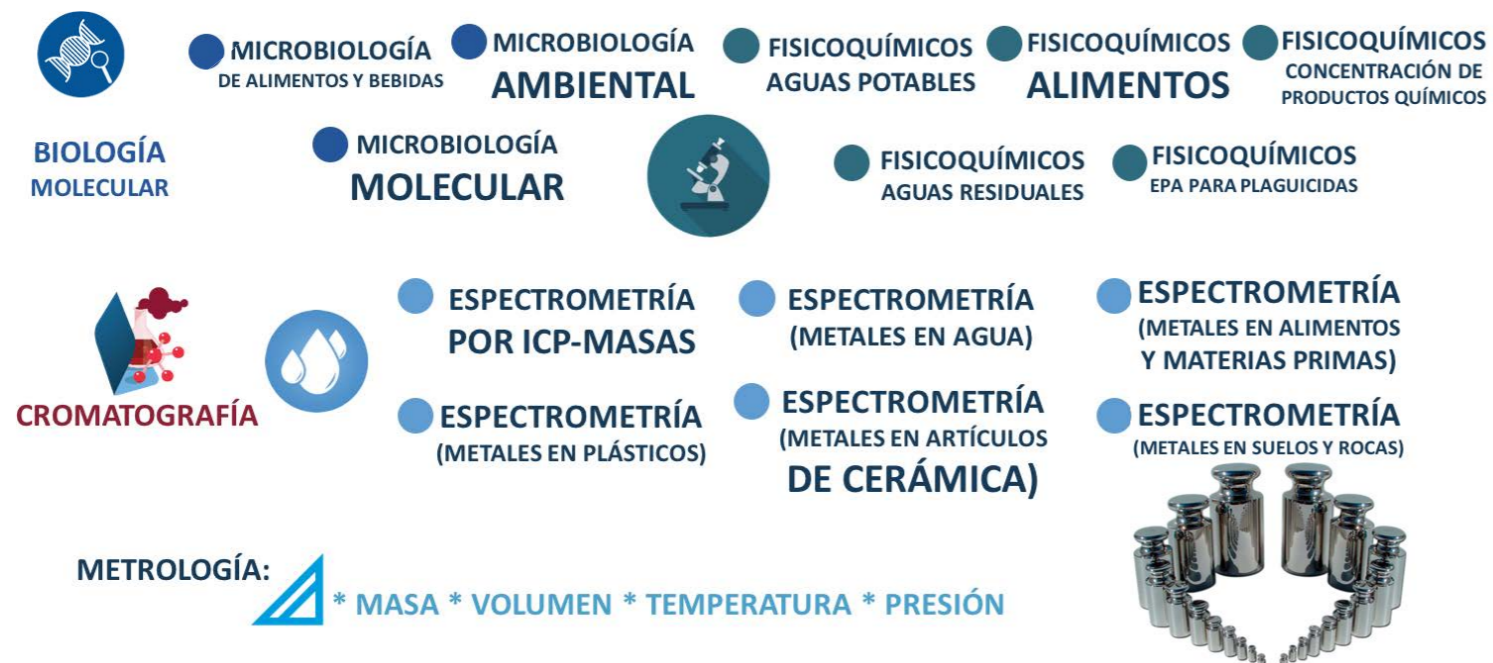 MICROBIOLOGÍA
DE ALIMENTOS Y BEBIDAS
MICROBIOLOGÍA
AMBIENTAL
FISICOQUÍMICOS
AGUAS POTABLES
FISICOQUÍMICOS
ALIMENTOS
FISICOQUÍMICOS
CONCENTRACIÓN DE
PRODUCTOS QUÍMICOS
BIOLOGÍA
MOLECULAR
MICROBIOLOGÍA
MOLECULAR
FISICOQUÍMICOS
AGUAS RESIDUALES
FISICOQUÍMICOS
EPA PARA PLAGUICIDAS
CROMATOGRAFÍA
ESPECTROMETRÍA
POR ICP-MASAS
ESPECTROMETRÍA
(METALES EN AGUA)
ESPECTROMETRÍA
(METALES EN ALIMENTOS
Y MATERIAS PRIMAS)
ESPECTROMETRÍA
(METALES EN PLÁSTICOS)
ESPECTROMETRÍA
(METALES EN ARTÍCULOS
DE CERÁMICA)
ESPECTROMETRÍA
(METALES EN SUELOS Y ROCAS)
METROLOGÍA:
* MASA * VOLUMEN * TEMPERATURA * PRESIÓN